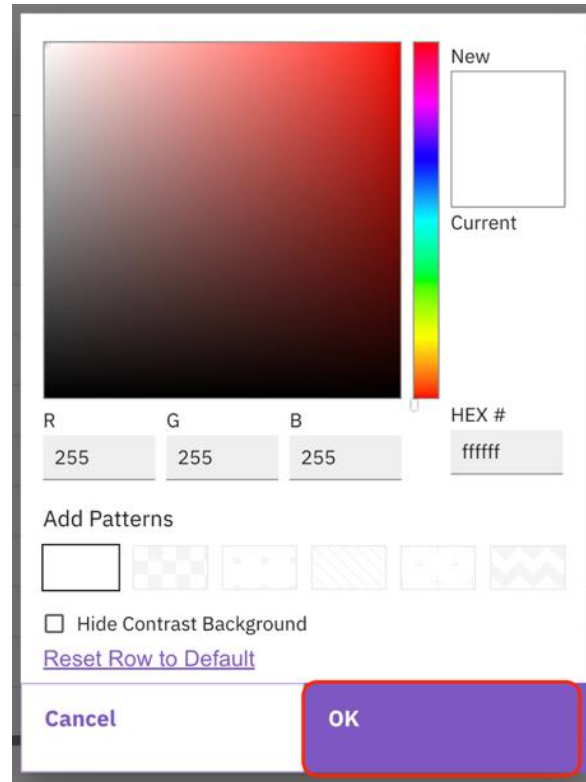 New
Current
R G B HEX #
255 255 255 ffffff
Add Patterns
Hide Contrast Background
Reset Row to Default
Cancel OK